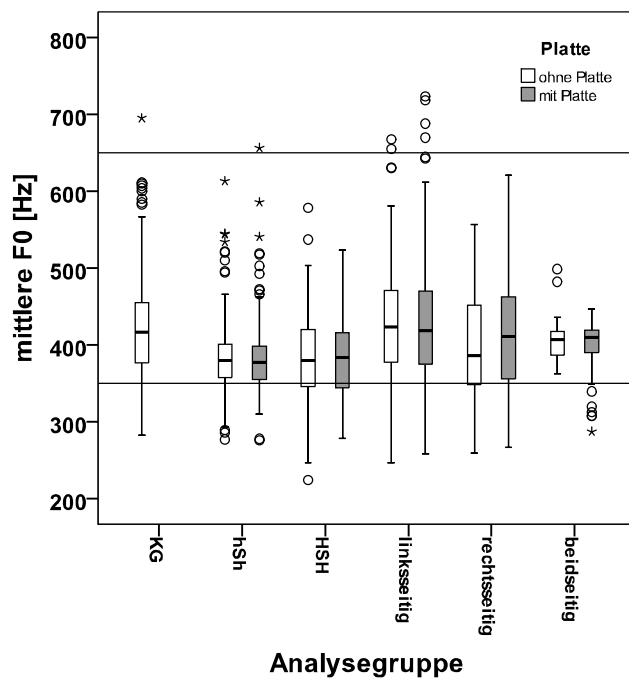 Platte
ohne Platte
mit Platte
mittlere F0 [Hz]
800
700
600
500
400
300
200
KG
hSh
HSH
linksseitig
rechtsseitig
beidseitig
Analysegruppe